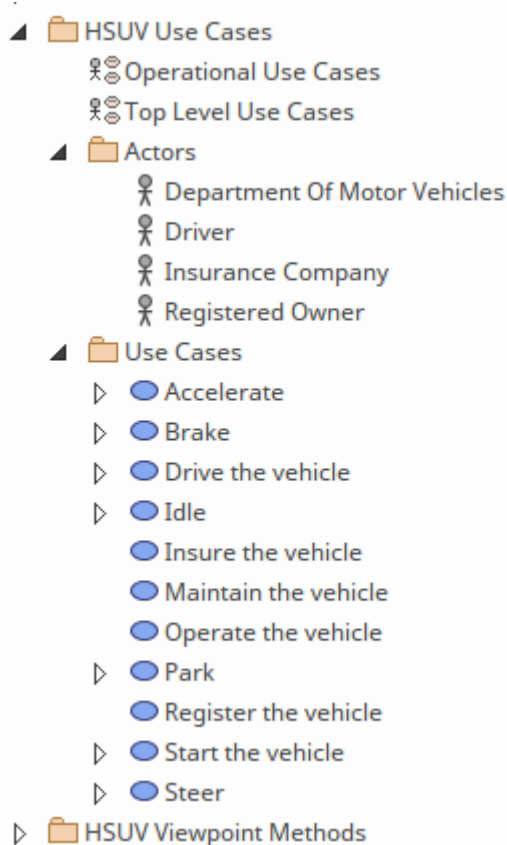 HSUV Use Cases
Operational Use Cases
Top Level Use Cases
Actors
Department Of Motor Vehicles
Driver
Insurance Company
Registered Owner
Use Cases
Accelerate
Brake
Drive the vehicle
Idle
Insure the vehicle
Maintain the vehicle
Operate the vehicle
Park
Register the vehicle
Start the vehicle
Steer
HSUV Viewpoint Methods